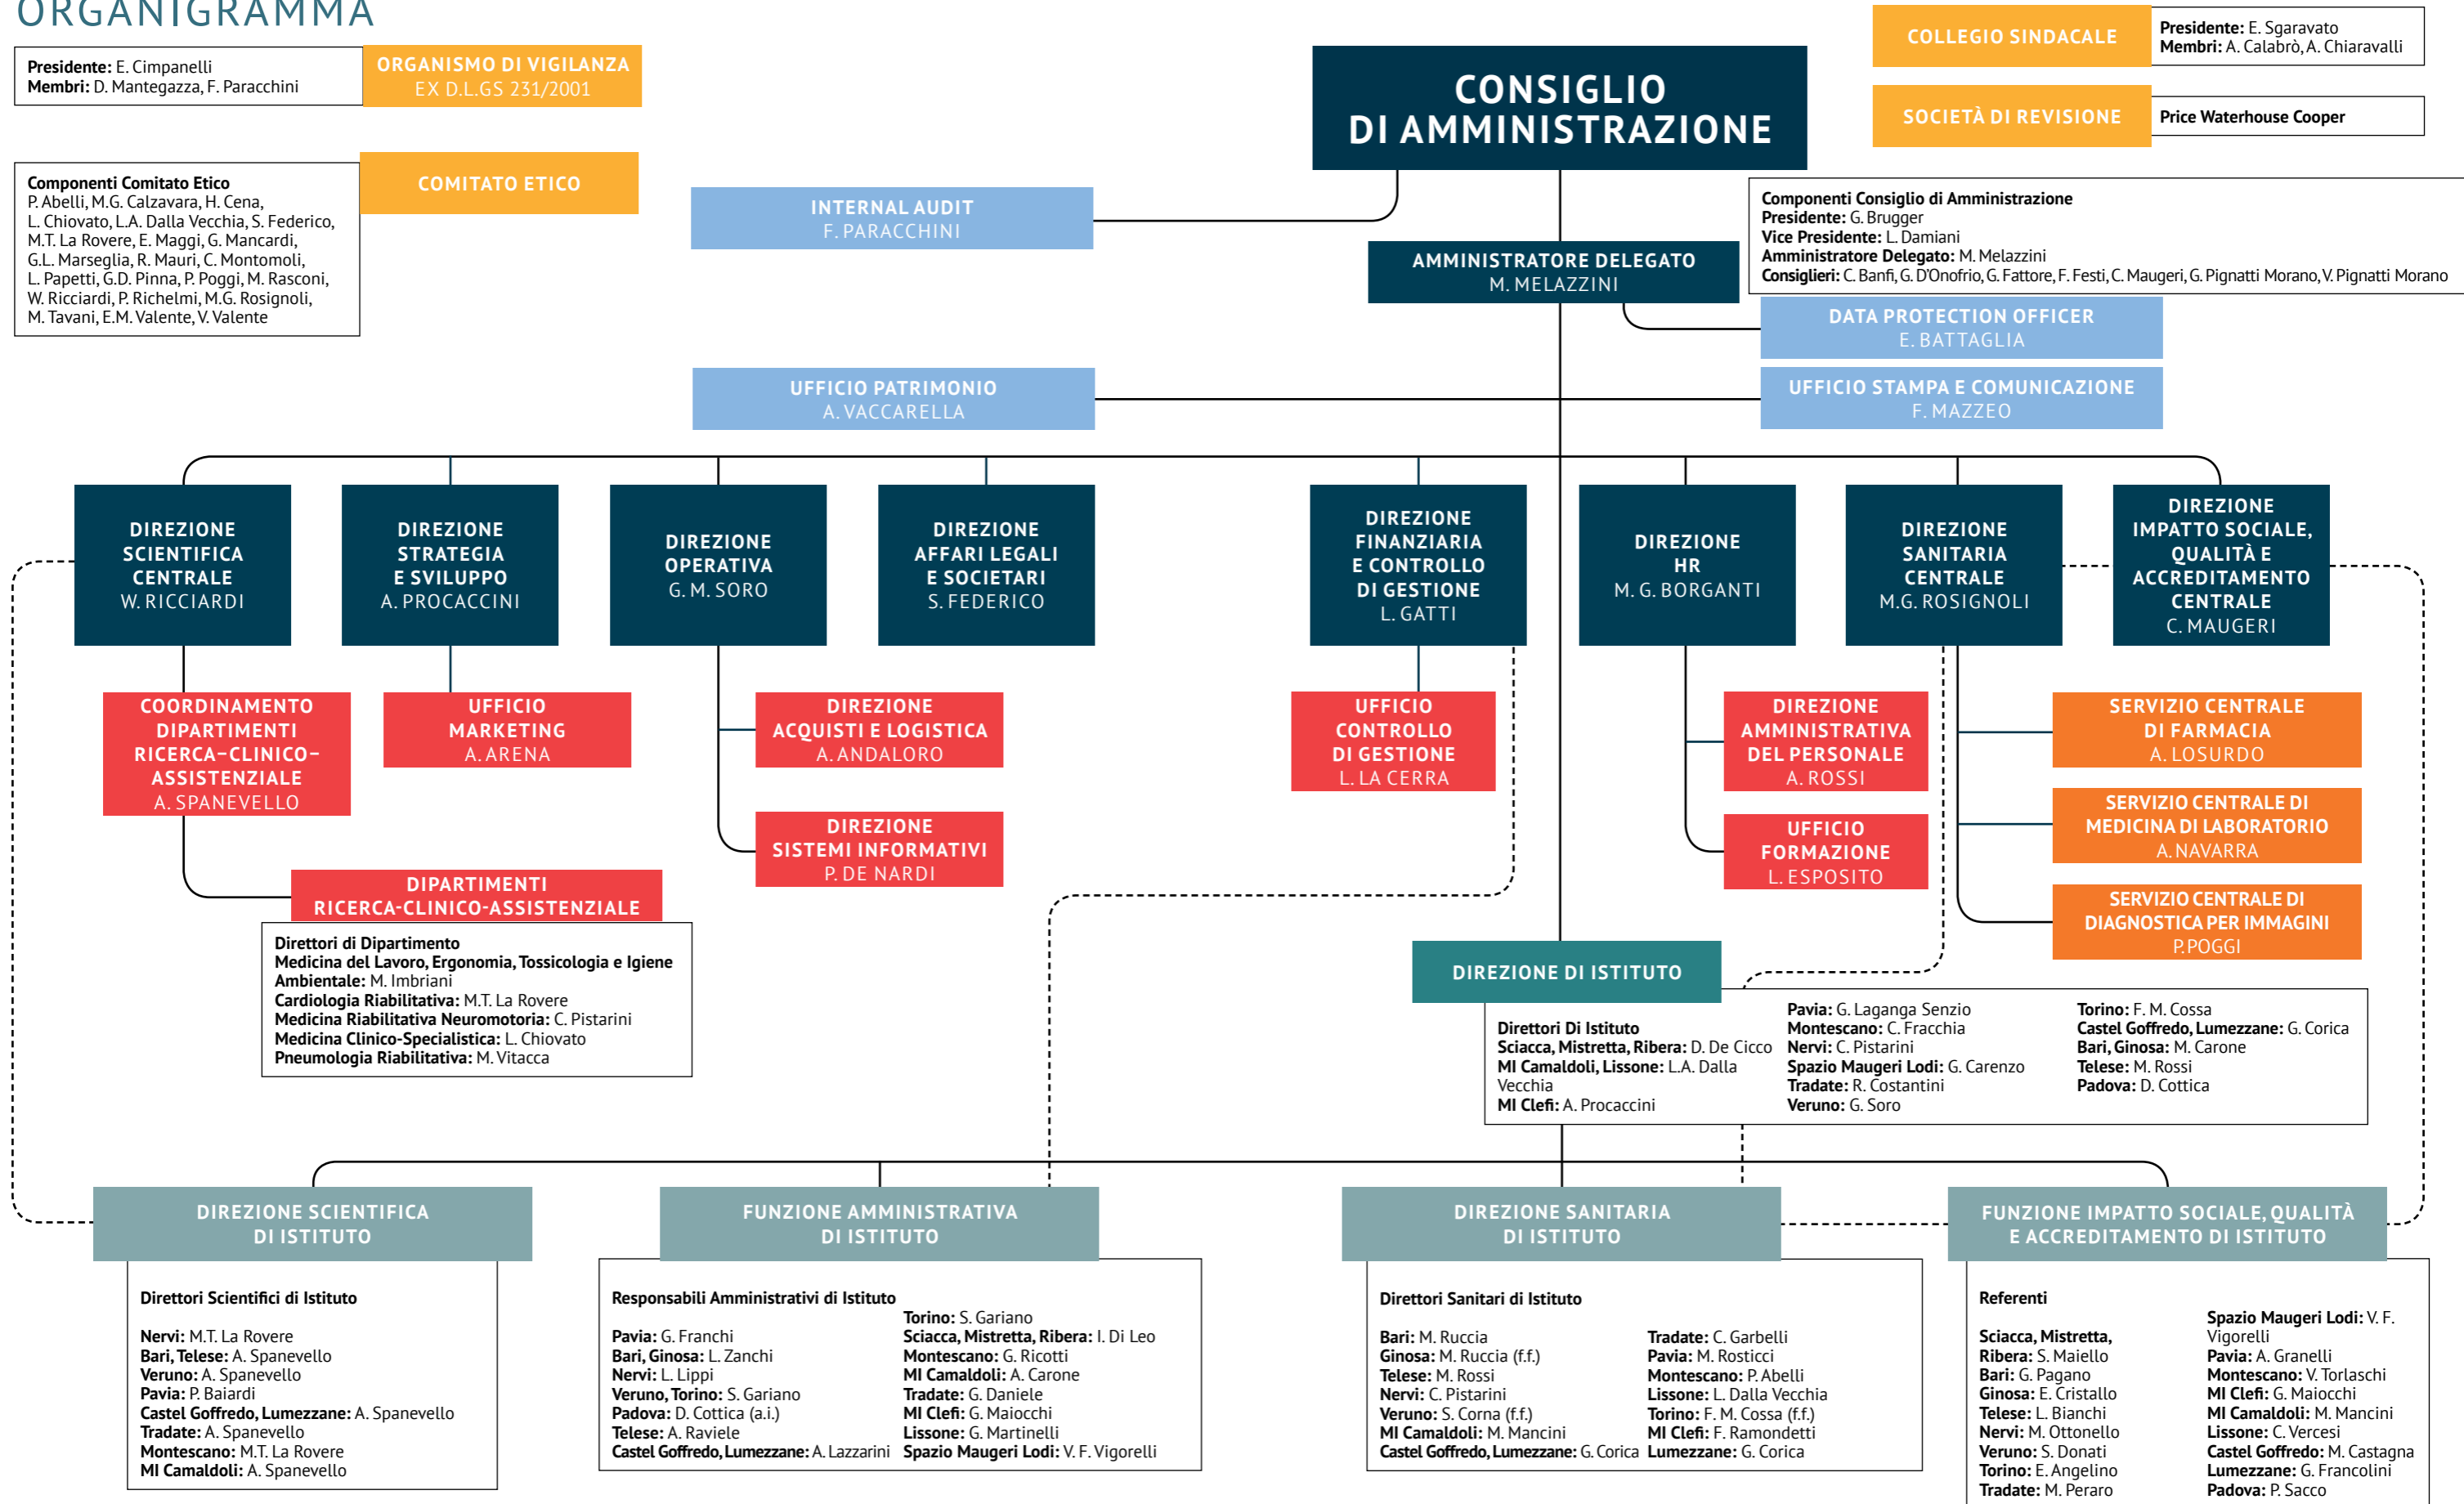 ORGANIGRAMMA
Presidente: E. Cimpanelli
Membri: D. Mantegazza, F. Paracchini
ORGANISMO DI VIGILANZA
EX D.L.GS 231/2001
COLLEGIO SINDACALE
Presidente: E. Sgaravato
Membri: A. Calabrò, A. Chiaravalli
SOCIETÀ DI REVISIONE
Price Waterhouse Cooper
CONSIGLIO
DI AMMINISTRAZIONE
Componenti Comitato Etico
P. Abelli, M.G. Calzavara, H. Cena,
L. Chiovato, L.A. Dalla Vecchia, S. Federico,
M.T. La Rovere, E. Maggi, G. Mancardi,
G.L. Marseglia, R. Mauri, C. Montomoli,
L. Papetti, G.D. Pinna, P. Poggi, M. Rasconi,
W. Ricciardi, P. Richelmi, M.G. Rosignoli,
M. Tavani, E.M. Valente, V. Valente
COMITATO ETICO
INTERNAL AUDIT
F. PARACCHINI
Componenti Consiglio di Amministrazione
Presidente: G. Brugger
Vice Presidente: L. Damiani
Amministratore Delegato: M. Melazzini
Consiglieri: C. Banfi, G. D'Onofrio, G. Fattore, F. Festi, C. Maugeri, G. Pignatti Morano, V. Pignatti Morano
AMMINISTRATORE DELEGATO
M. MELAZZINI
DATA PROTECTION OFFICER
E. BATTAGLIA
UFFICIO PATRIMONIO
A. VACCARELLA
UFFICIO STAMPA E COMUNICAZIONE
F. MAZZEO
DIREZIONE
SCIENTIFICA
CENTRALE
W. RICCIARDI
DIREZIONE
STRATEGIA
E SVILUPPO
A. PROCACCINI
DIREZIONE
OPERATIVA
G. M. SORO
DIREZIONE
AFFARI LEGALI
E SOCIETARI
S. FEDERICO
DIREZIONE
FINANZIARIA
E CONTROLLO
DI GESTIONE
L. GATTI
DIREZIONE
HR
M. G. BORGANTI
DIREZIONE
SANITARIA
CENTRALE
M.G. ROSIGNOLI
DIREZIONE
IMPATTO SOCIALE,
QUALITÀ E
ACCREDITAMENTO
CENTRALE
C. MAUGERI
COORDINAMENTO
DIPARTIMENTI
RICERCA–CLINICO–
ASSISTENZIALE
A. SPANEVELLO
UFFICIO
MARKETING
A. ARENA
DIREZIONE
ACQUISTI E LOGISTICA
A. ANDALORO
DIREZIONE
SISTEMI INFORMATIVI
P. DE NARDI
UFFICIO
CONTROLLO
DI GESTIONE
L. LA CERRA
DIREZIONE
AMMINISTRATIVA
DEL PERSONALE
A. ROSSI
UFFICIO
FORMAZIONE
L. ESPOSITO
SERVIZIO CENTRALE
DI FARMACIA
A. LOSURDO
SERVIZIO CENTRALE DI
MEDICINA DI LABORATORIO
A. NAVARRA
SERVIZIO CENTRALE DI
DIAGNOSTICA PER IMMAGINI
P. POGGI
DIPARTIMENTI
RICERCA-CLINICO-ASSISTENZIALE
Direttori di Dipartimento
Medicina del Lavoro, Ergonomia, Tossicologia e Igiene
Ambientale: M. Imbriani
Cardiologia Riabilitativa: M.T. La Rovere
Medicina Riabilitativa Neuromotoria: C. Pistarini
Medicina Clinico-Specialistica: L. Chiovato
Pneumologia Riabilitativa: M. Vitacca
DIREZIONE DI ISTITUTO
Direttori Di Istituto
Sciacca, Mistretta, Ribera: D. De Cicco
MI Camaldoli, Lissone: L.A. Dalla
Vecchia
MI Clefi: A. Procaccini
Pavia: G. Laganga Senzio
Montescano: C. Fracchia
Nervi: C. Pistarini
Spazio Maugeri Lodi: G. Carenzo
Tradate: R. Costantini
Veruno: G. Soro
Torino: F. M. Cossa
Castel Goffredo, Lumezzane: G. Corica
Bari, Ginosa: M. Carone
Telese: M. Rossi
Padova: D. Cottica
DIREZIONE SCIENTIFICA
DI ISTITUTO
Direttori Scientifici di Istituto
Nervi: M.T. La Rovere
Bari, Telese: A. Spanevello
Veruno: A. Spanevello
Pavia: P. Baiardi
Castel Goffredo, Lumezzane: A. Spanevello
Tradate: A. Spanevello
Montescano: M.T. La Rovere
MI Camaldoli: A. Spanevello
FUNZIONE AMMINISTRATIVA
DI ISTITUTO
Responsabili Amministrativi di Istituto
Pavia: G. Franchi
Bari, Ginosa: L. Zanchi
Nervi: L. Lippi
Veruno, Torino: S. Gariano
Padova: D. Cottica (a.i.)
Telese: A. Raviele
Castel Goffredo, Lumezzane: A. Lazzarini
Torino: S. Gariano
Sciacca, Mistretta, Ribera: I. Di Leo
Montescano: G. Ricotti
MI Camaldoli: A. Carone
Tradate: G. Daniele
MI Clefi: G. Maiocchi
Lissone: G. Martinelli
Spazio Maugeri Lodi: V. F. Vigorelli
DIREZIONE SANITARIA
DI ISTITUTO
Direttori Sanitari di Istituto
Bari: M. Ruccia
Ginosa: M. Ruccia (f.f.)
Telese: M. Rossi
Nervi: C. Pistarini
Veruno: S. Corna (f.f.)
MI Camaldoli: M. Mancini
Castel Goffredo, Lumezzane: G. Corica
Tradate: C. Garbelli
Pavia: M. Rosticci
Montescano: P. Abelli
Lissone: L. Dalla Vecchia
Torino: F. M. Cossa (f.f.)
MI Clefi: F. Ramondetti
Lumezzane: G. Corica
FUNZIONE IMPATTO SOCIALE, QUALITÀ
E ACCREDITAMENTO DI ISTITUTO
Referenti
Sciacca, Mistretta,
Ribera: S. Maiello
Bari: G. Pagano
Ginosa: E. Cristallo
Telese: L. Bianchi
Nervi: M. Ottonello
Veruno: S. Donati
Torino: E. Angelino
Tradate: M. Peraro
Spazio Maugeri Lodi: V. F.
Vigorelli
Pavia: A. Granelli
Montescano: V. Torlaschi
MI Clefi: G. Maiocchi
MI Camaldoli: M. Mancini
Lissone: C. Vercesi
Castel Goffredo: M. Castagna
Lumezzane: G. Francolini
Padova: P. Sacco